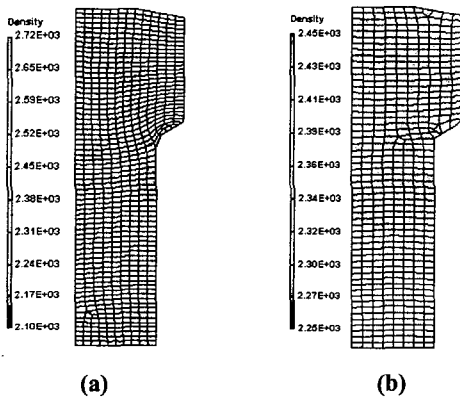 Density
2.72E+03
2.65E+03
2.59E+03
2.52E+03
2.45E+03
2.38E+03
2.31E+03
2.24E+03
2.17E+03
2.10E+03
(a)
Density
2.45E+03
2.43E+03
2.41E+03
2.39E+03
2.36E+03
2.34E+03
2.32E+03
2.30E+03
2.27E+03
2.25E+03
(b)